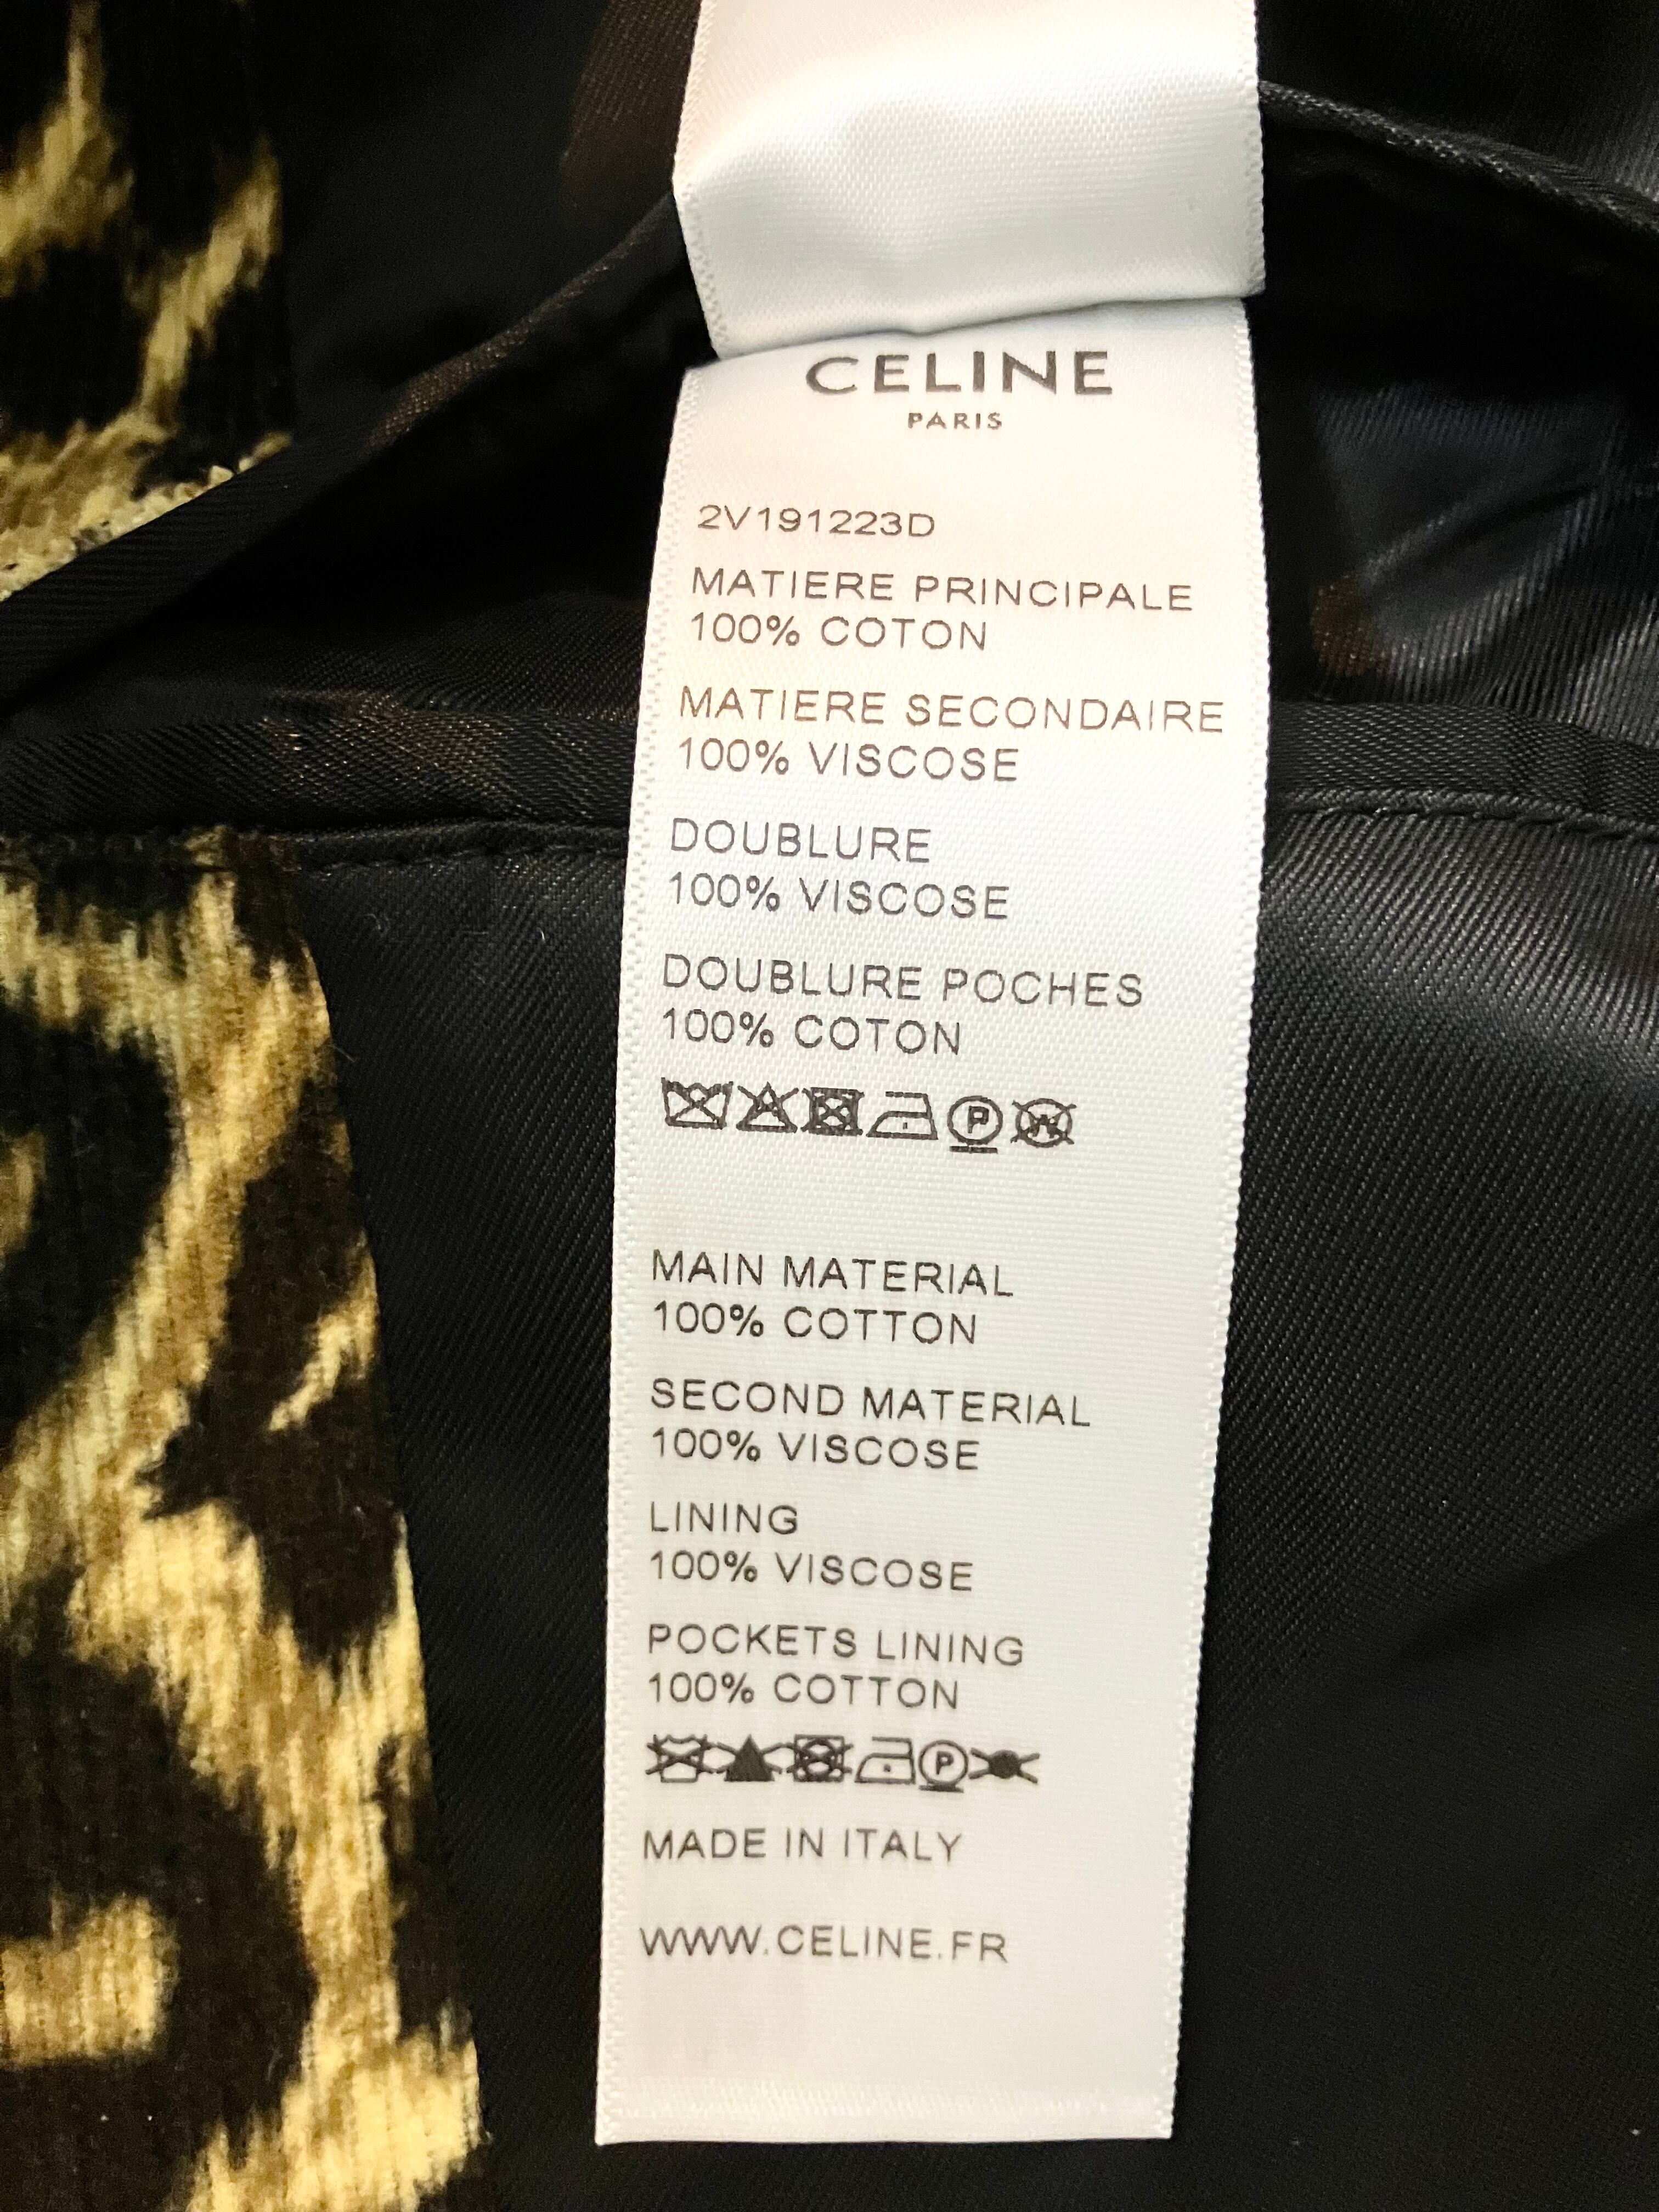 CELINE
PARIS
2V191223D
MATIERE PRINCIPALE
100% COTON
MATIERE SECONDAIRE
100% VISCOSE
DOUBLURE
100% VISCOSE
DOUBLURE POCHES
100% COTON
P W
MAIN MATERIAL
100% COTTON
SECOND MATERIAL
100% VISCOSE
LINING
100% VISCOSE
POCKETS LINING
100% COTTON
P
MADE IN ITALY
WWW.CELINE.FR